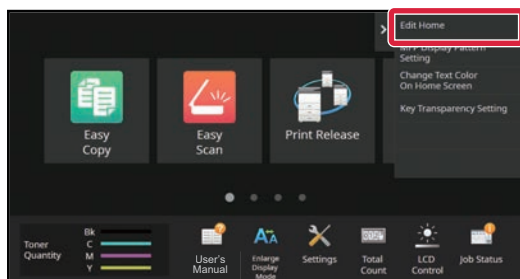 Edit Home
MFP Display Pattern
Setting
Change Text Color
On Home Screen
Key Transparency Setting
Easy
Copy
Easy
Scan
Print Release
Toner
Quantity
Bk
C
M
Y
User's
Manual
Enlarge
Display
Mode
Settings
Total
Count
LCD
Control
Job Status